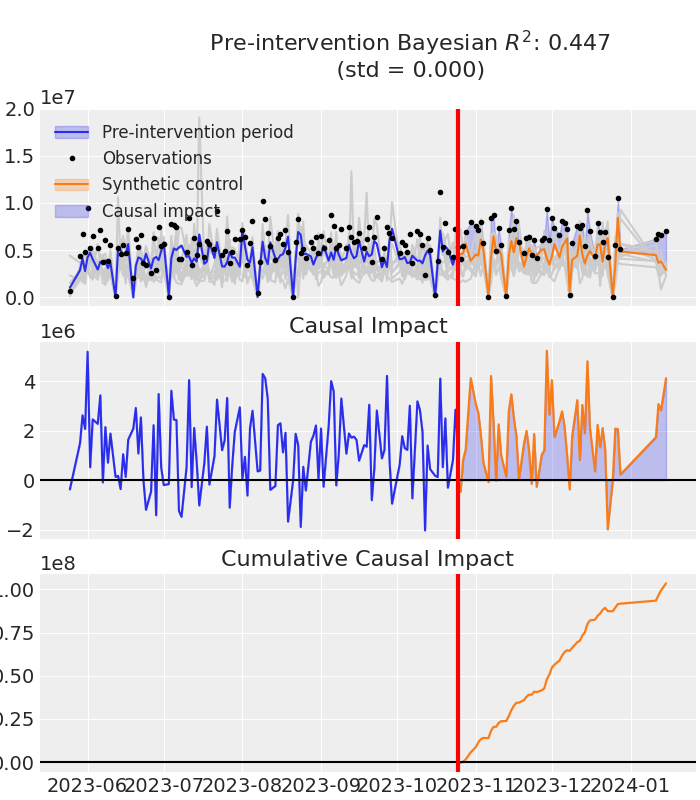 Pre-intervention Bayesian R²: 0.447
(std = 0.000)
1e7
2.0
1.5
1.0
0.5
0.0
Pre-intervention period
Observations
Synthetic control
Causal impact
Causal Impact
1e6
4
2
0
−2
Cumulative Causal Impact
1e8
.00
0.75
0.50
0.25
0.00
2023-06 2023-07 2023-08 2023-09 2023-10 2023-11 2023-12 2024-01